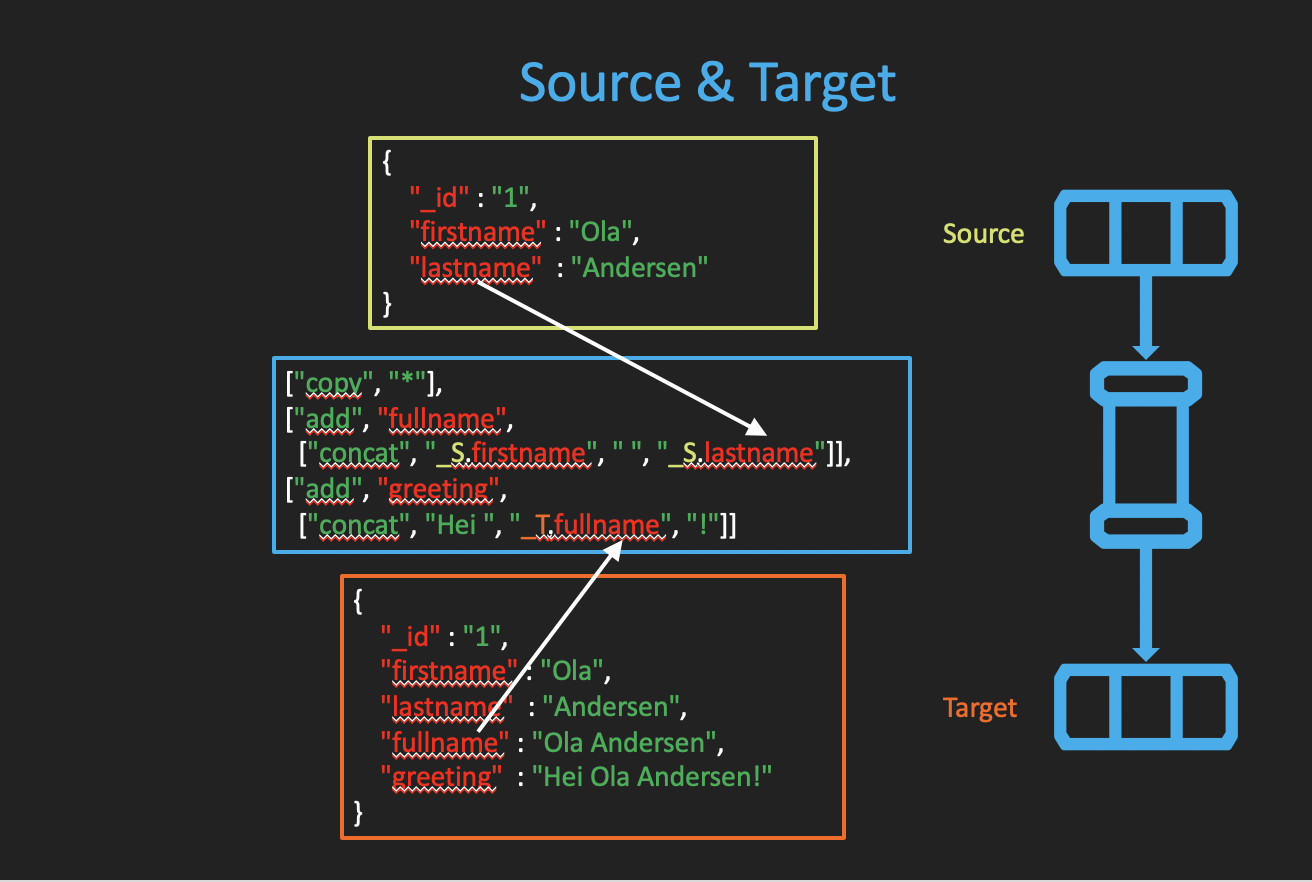 Source & Target
{
"_id" : "1",
"firstname" : "Ola",
"lastname" : "Andersen"
}
Source
["copy", "*"],
["add", "fullname",
["concat", "_S.firstname", " ", "_S.lastname"]],
["add", "greeting",
["concat", "Hei ", "_T.fullname", "!"]]
{
"_id" : "1",
"firstname" : "Ola",
"lastname" : "Andersen",
"fullname" : "Ola Andersen",
"greeting" : "Hei Ola Andersen!"
}
Target